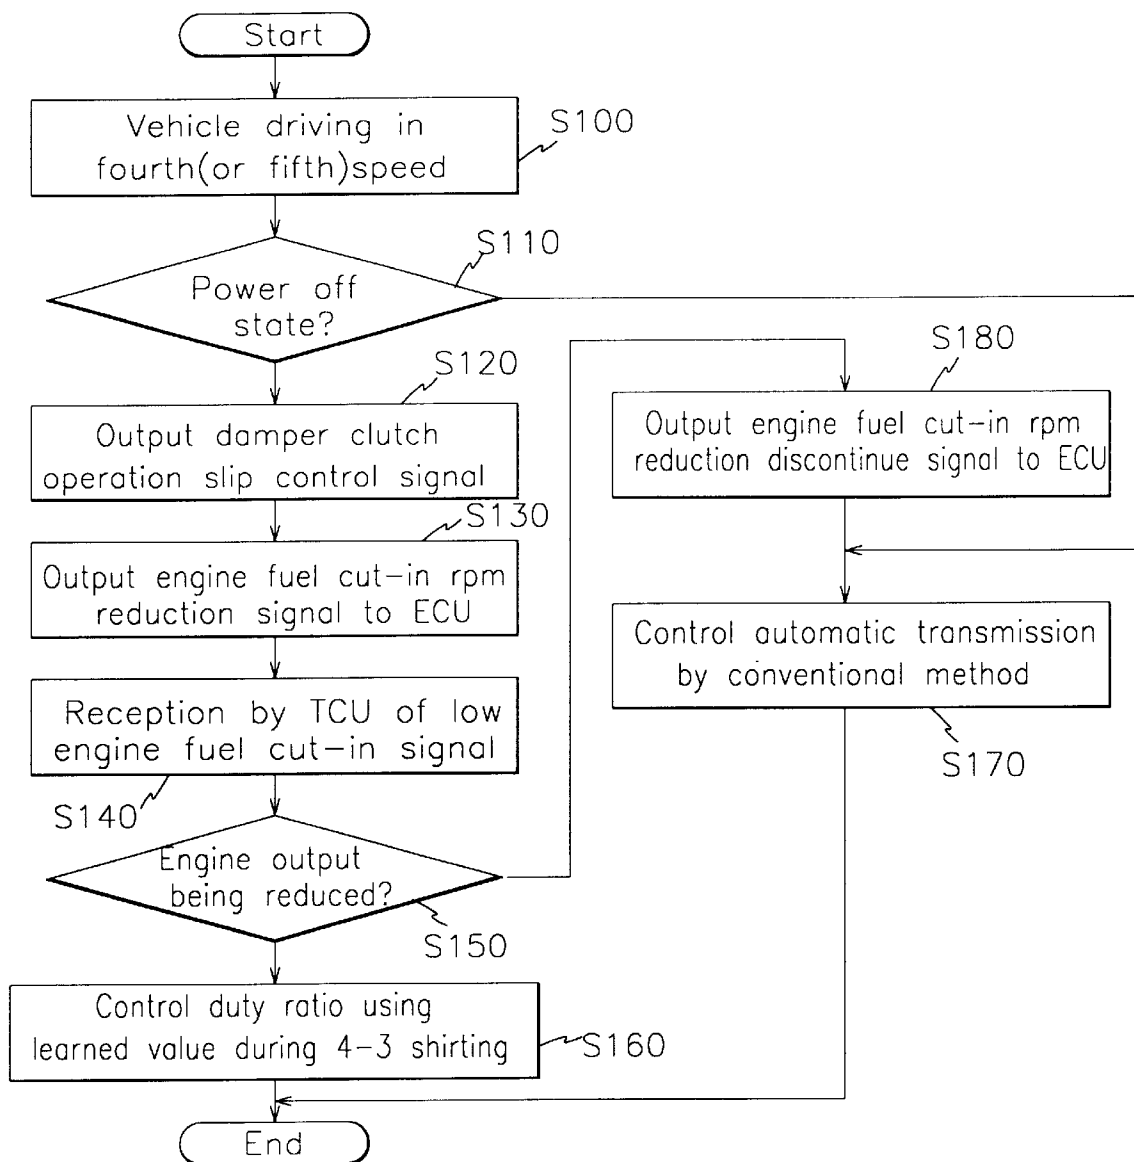 Start
Vehicle driving in
fourth(or fifth)speed
S100
Power off
state?
S110
Output damper clutch
operation slip control signal
S120
Output engine fuel cut-in rpm
reduction signal to ECU
S130
Reception by TCU of low
engine fuel cut-in signal
S140
Engine output
being reduced?
S150
Control duty ratio using
learned value during 4-3 shirting
S160
End
S180
Output engine fuel cut-in rpm
reduction discontinue signal to ECU
Control automatic transmission
by conventional method
S170